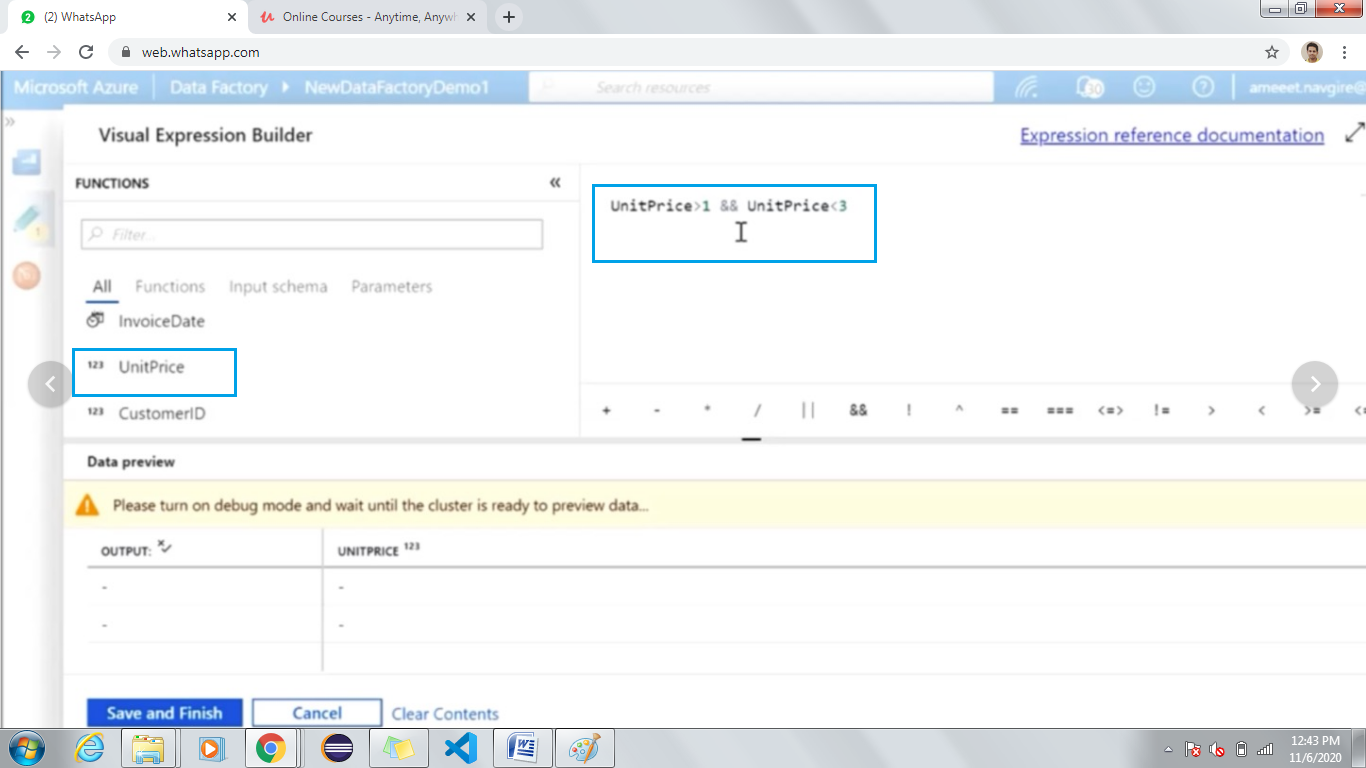 (2) WhatsApp
Online Courses - Anytime, Anywh
web.whatsapp.com
Microsoft Azure
Data Factory
NewDataFactoryDemo1
Search resources
ameeet.navgire@
Visual Expression Builder
Expression reference documentation
FUNCTIONS
Filter...
All Functions Input schema Parameters
InvoiceDate
123 UnitPrice
123 CustomerID
UnitPrice>1 && UnitPrice<3
+ - * / || && ! ^ == === <=> != > < >=
Data preview
Please turn on debug mode and wait until the cluster is ready to preview data...
OUTPUT:
UNITPRICE 123
- -
- -
Save and Finish
Cancel
Clear Contents
12:43 PM
11/6/2020